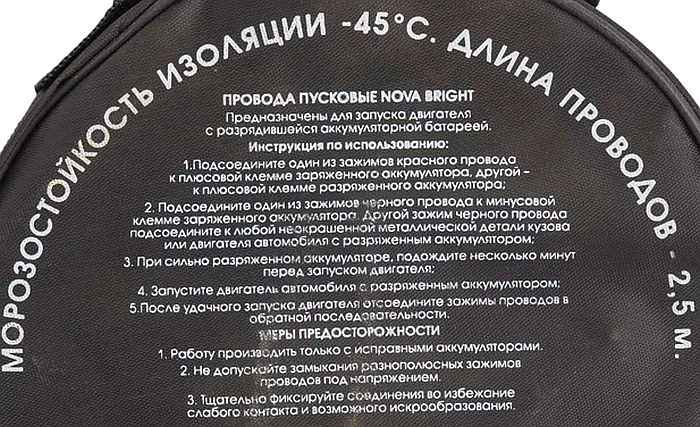 МОРОЗОСТОЙКОСТЬ ИЗОЛЯЦИИ -45°С. ДЛИНА ПРОВОДОВ - 2,5 м.
ПРОВОДА ПУСКОВЫЕ NOVA BRIGHT
Предназначены для запуска двигателя
с разрядившейся аккумуляторной батареей.
Инструкция по использованию:
1.Подсоедините один из зажимов красного провода
к плюсовой клемме заряженного аккумулятора, другой –
к плюсовой клемме разряженного аккумулятора;
2. Подсоедините один из зажимов черного провода к минусовой
клемме заряженного аккумулятора. Другой зажим черного провода
подсоедините к любой неокрашенной металлической детали кузова
или двигателя автомобиля с разряженным аккумулятором;
3. При сильно разряженном аккумуляторе, подождите несколько минут
перед запуском двигателя;
4. Запустите двигатель автомобиля с разряженным аккумулятором;
5.После удачного запуска двигателя отсоедините зажимы проводов в
обратной последовательности.
МЕРЫ ПРЕДОСТОРОЖНОСТИ
1. Работу производить только с исправными аккумуляторами.
2. Не допускайте замыкания разнополюсных зажимов
проводов под напряжением.
3. Тщательно фиксируйте соединения во избежание
слабого контакта и возможного искрообразования.